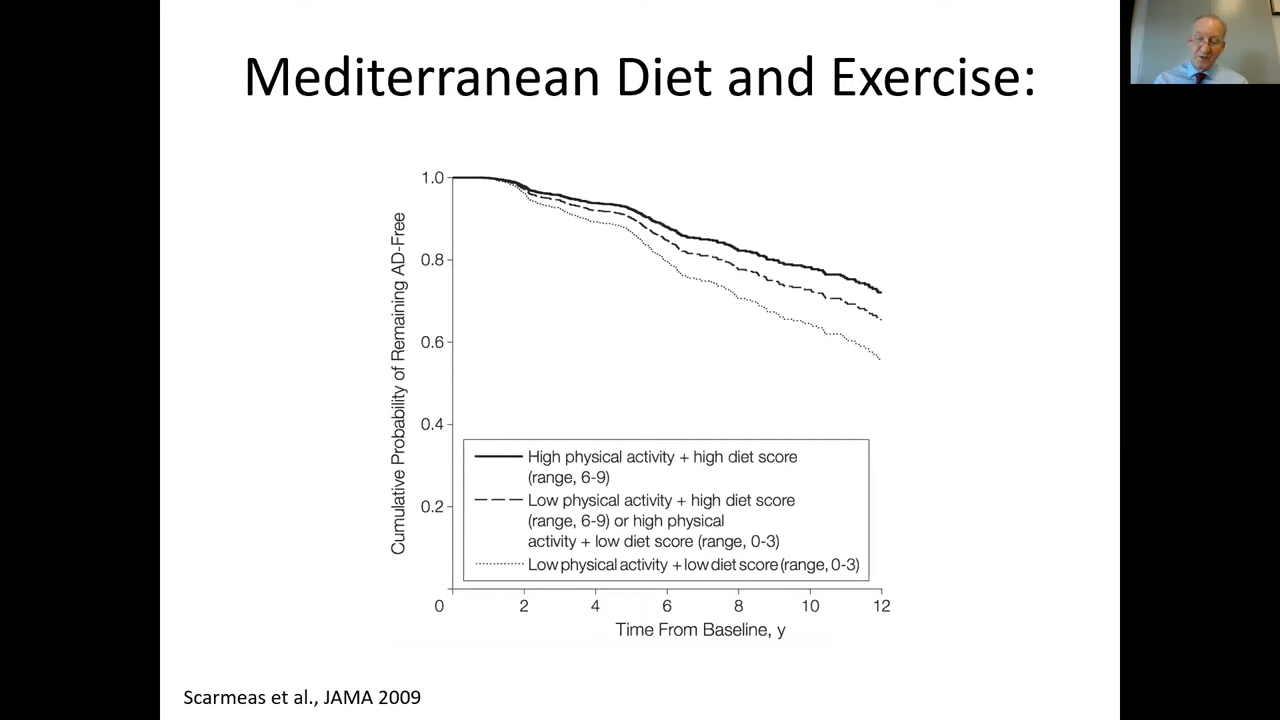 Mediterranean Diet and Exercise:
Cumulative Probability of Remaining AD-Free
1.0
0.8
0.6
0.4
0.2
0
High physical activity + high diet score
(range, 6-9)
Low physical activity + high diet score
(range, 6-9) or high physical
activity + low diet score (range, 0-3)
Low physical activity + low diet score (range, 0-3)
2
4
6
8
10
12
Time From Baseline, y
Scarmeas et al., JAMA 2009